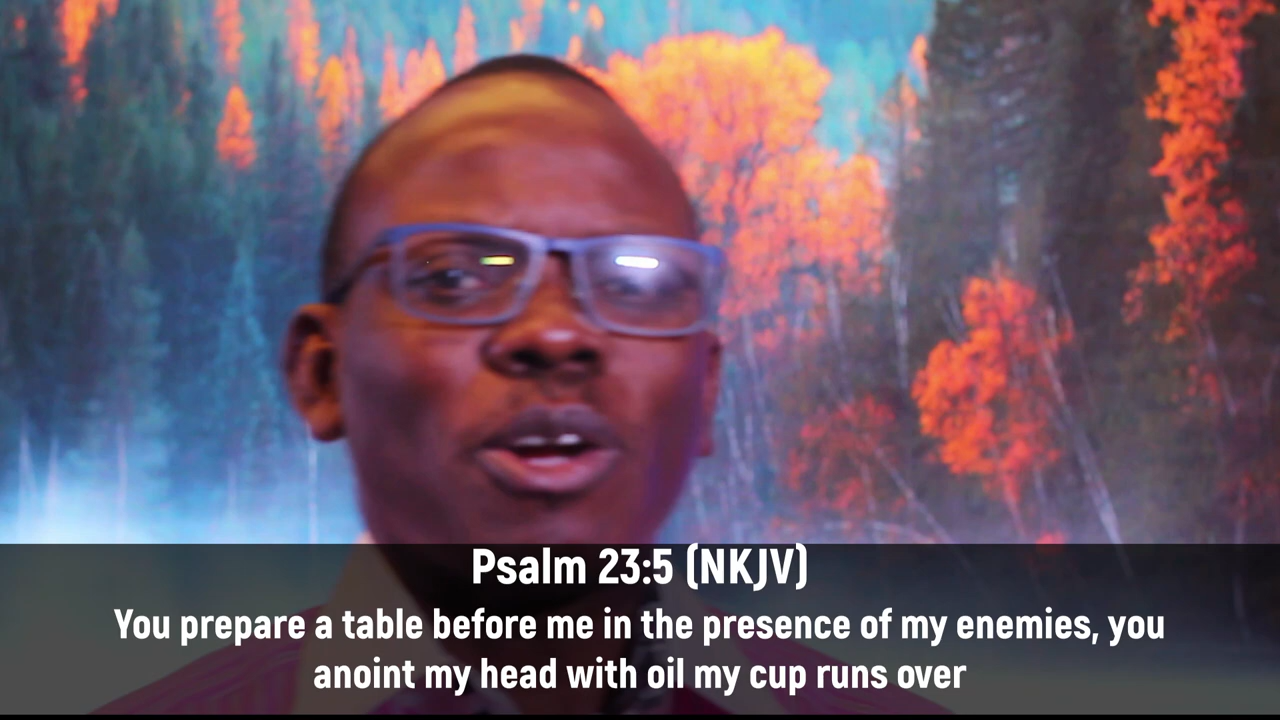 Psalm 23:5 (NKJV)
You prepare a table before me in the presence of my enemies, you
anoint my head with oil my cup runs over